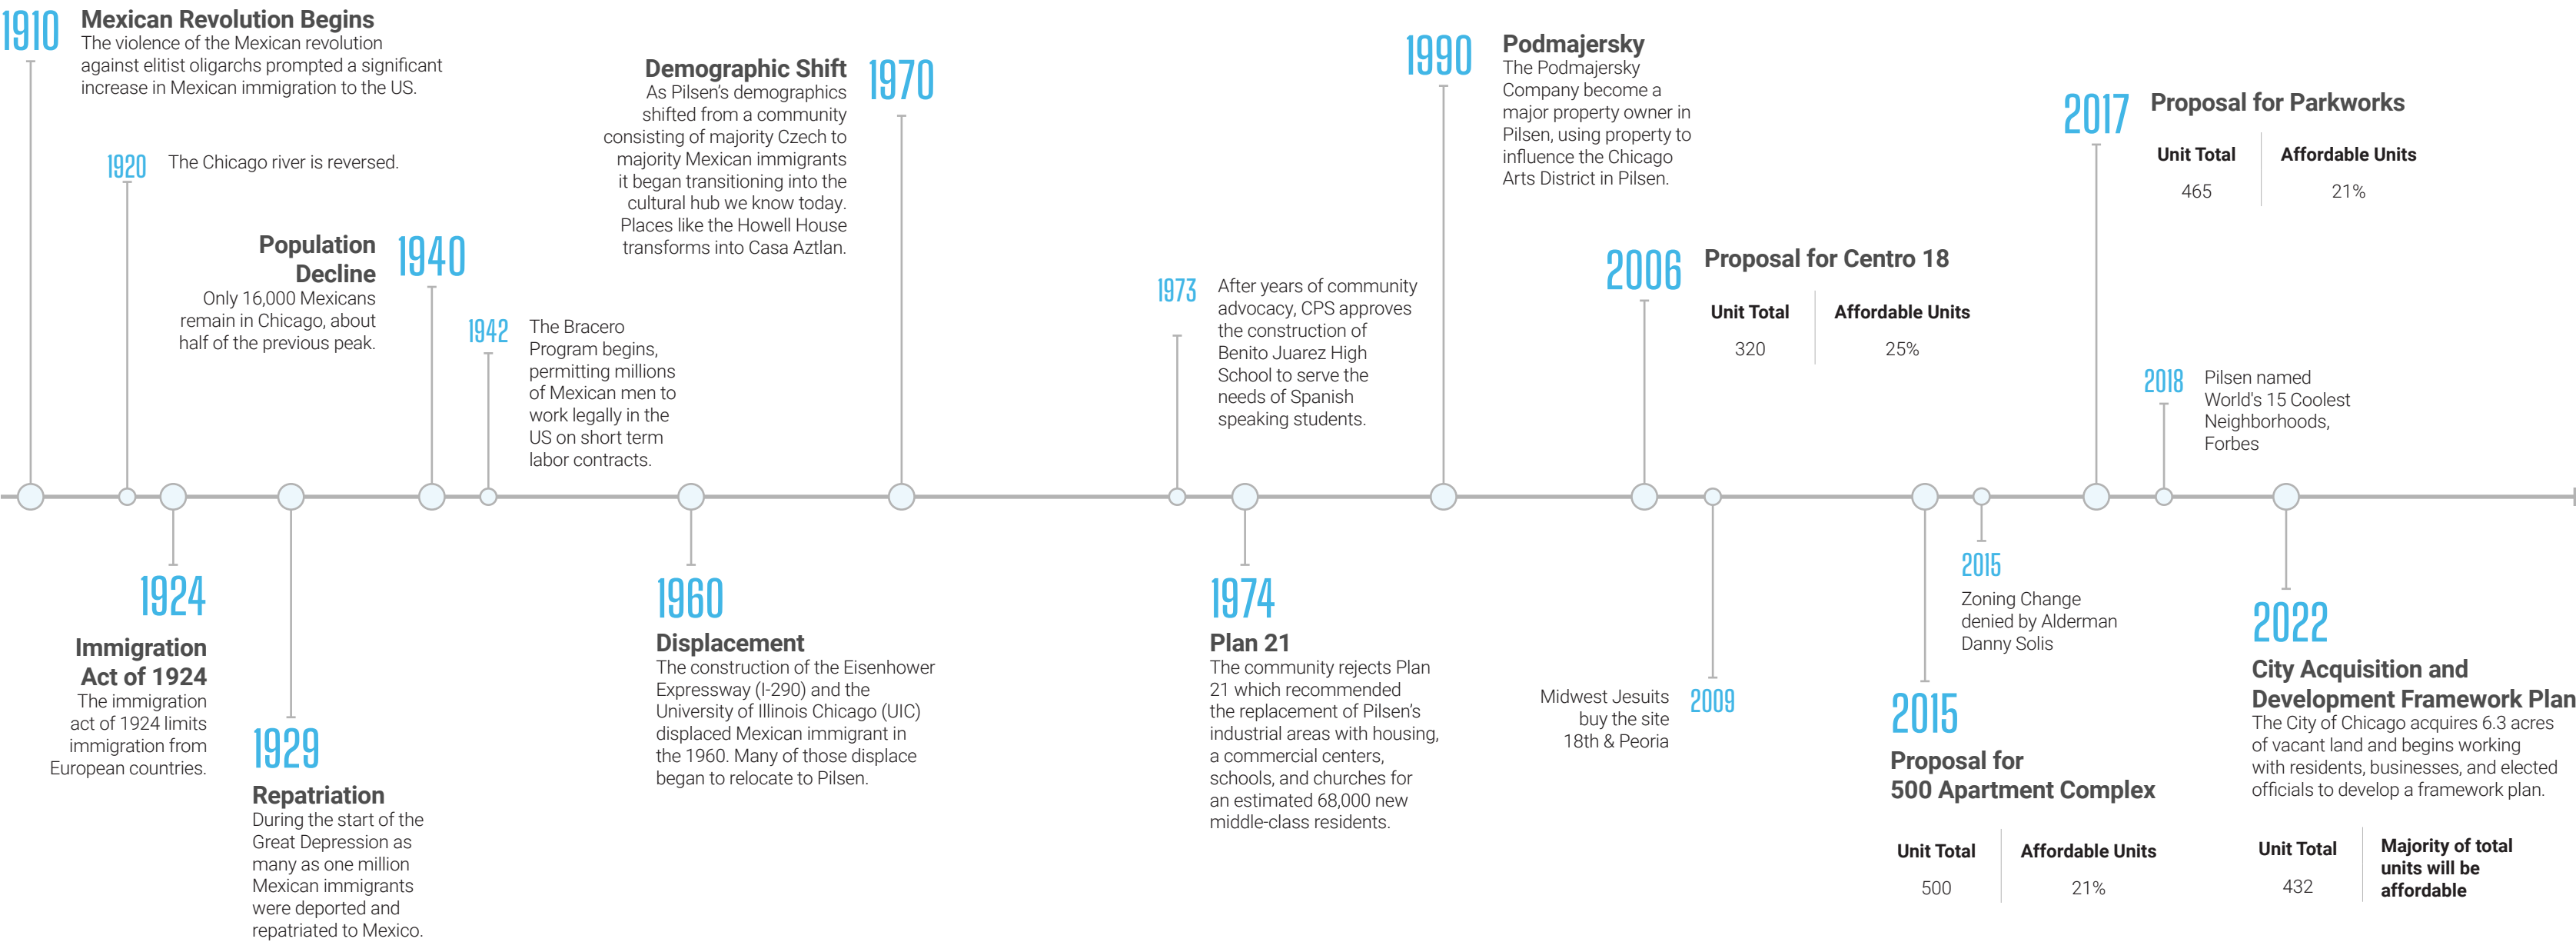 1910
Mexican Revolution Begins
The violence of the Mexican revolution
against elitist oligarchs prompted a significant
increase in Mexican immigration to the US.
1920
The Chicago river is reversed.
1924
Immigration
Act of 1924
The immigration
act of 1924 limits
immigration from
European countries.
1929
Repatriation
During the start of the
Great Depression as
many as one million
Mexican immigrants
were deported and
repatriated to Mexico.
Population
Decline
1940
Only 16,000 Mexicans
remain in Chicago, about
half of the previous peak.
1942
The Bracero
Program begins,
permitting millions
of Mexican men to
work legally in the
US on short term
labor contracts.
1960
Displacement
The construction of the Eisenhower
Expressway (I-290) and the
University of Illinois Chicago (UIC)
displaced Mexican immigrant in
the 1960. Many of those displace
began to relocate to Pilsen.
Demographic Shift
1970
As Pilsen's demographics
shifted from a community
consisting of majority Czech to
majority Mexican immigrants
it began transitioning into the
cultural hub we know today.
Places like the Howell House
transforms into Casa Aztlan.
1973
After years of community
advocacy, CPS approves
the construction of
Benito Juarez High
School to serve the
needs of Spanish
speaking students.
1974
Plan 21
The community rejects Plan
21 which recommended
the replacement of Pilsen's
industrial areas with housing,
a commercial centers,
schools, and churches for
an estimated 68,000 new
middle-class residents.
1990
Podmajersky
The Podmajersky
Company become a
major property owner in
Pilsen, using property to
influence the Chicago
Arts District in Pilsen.
2006
Proposal for Centro 18
Unit Total Affordable Units
320 25%
2009
Midwest Jesuits
buy the site
18th & Peoria
2015
Proposal for
500 Apartment Complex
Unit Total Affordable Units
500 21%
2015
Zoning Change
denied by Alderman
Danny Solis
2017
Proposal for Parkworks
Unit Total Affordable Units
465 21%
2018
Pilsen named
World's 15 Coolest
Neighborhoods,
Forbes
2022
City Acquisition and
Development Framework Plan
The City of Chicago acquires 6.3 acres
of vacant land and begins working
with residents, businesses, and elected
officials to develop a framework plan.
Unit Total
432
Majority of total
units will be
affordable